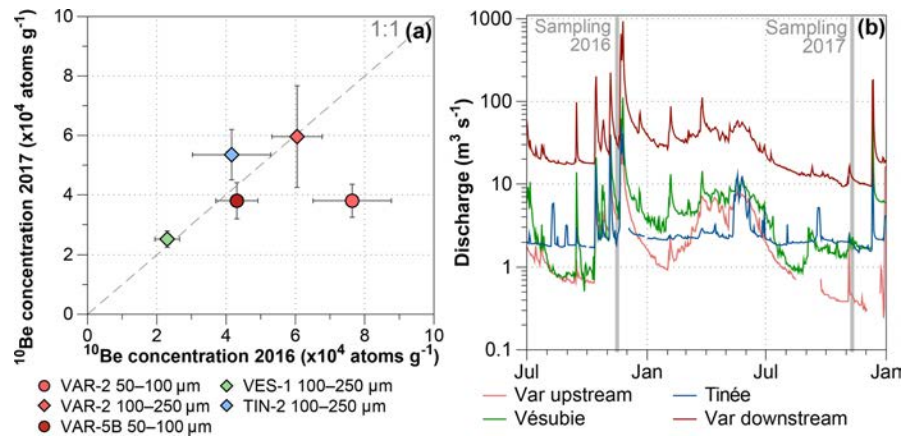 1:1 (a)
10
8
6
4
2
0
¹⁰Be concentration 2017 (x10⁴ atoms g⁻¹)
0 2 4 6 8 10
¹⁰Be concentration 2016 (x10⁴ atoms g⁻¹)
VAR-2 50–100 µm
VAR-2 100–250 µm
VAR-5B 50–100 µm
VES-1 100–250 µm
TIN-2 100–250 µm
Sampling
2016
Sampling
2017
(b)
1000
100
10
1
0.1
Discharge (m³ s⁻¹)
Jul Jan Jul Jan
Var upstream
Vésubie
Tinée
Var downstream